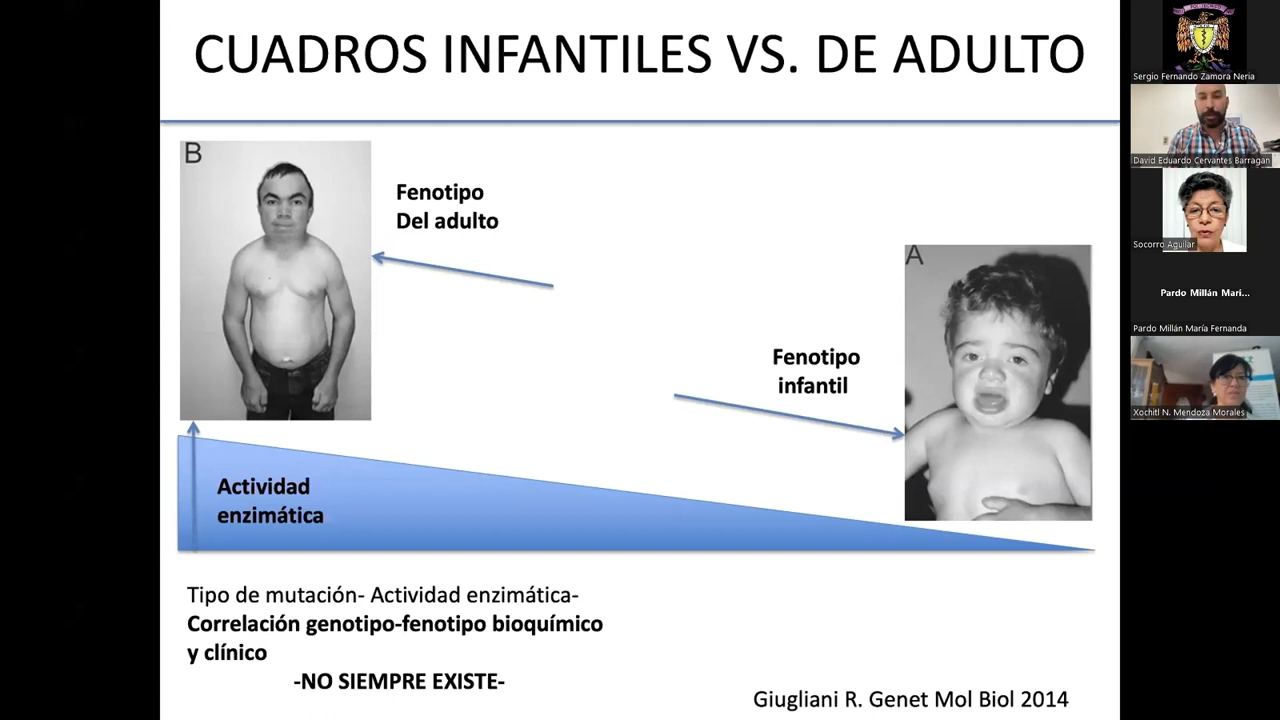 CUADROS INFANTILES VS. DE ADULTO
B
Fenotipo
Del adulto
A
Fenotipo
infantil
Actividad
enzimática
Tipo de mutación- Actividad enzimática-
Correlación genotipo-fenotipo bioquímico
y clínico
-NO SIEMPRE EXISTE-
Giugliani R. Genet Mol Biol 2014
Sergio Fernando Zamora Neria
David Eduardo Cervantes Barragan
Socorro Aguilar
Pardo Millán Mari...
Pardo Millán María Fernanda
Xochitl N. Mendoza Morales